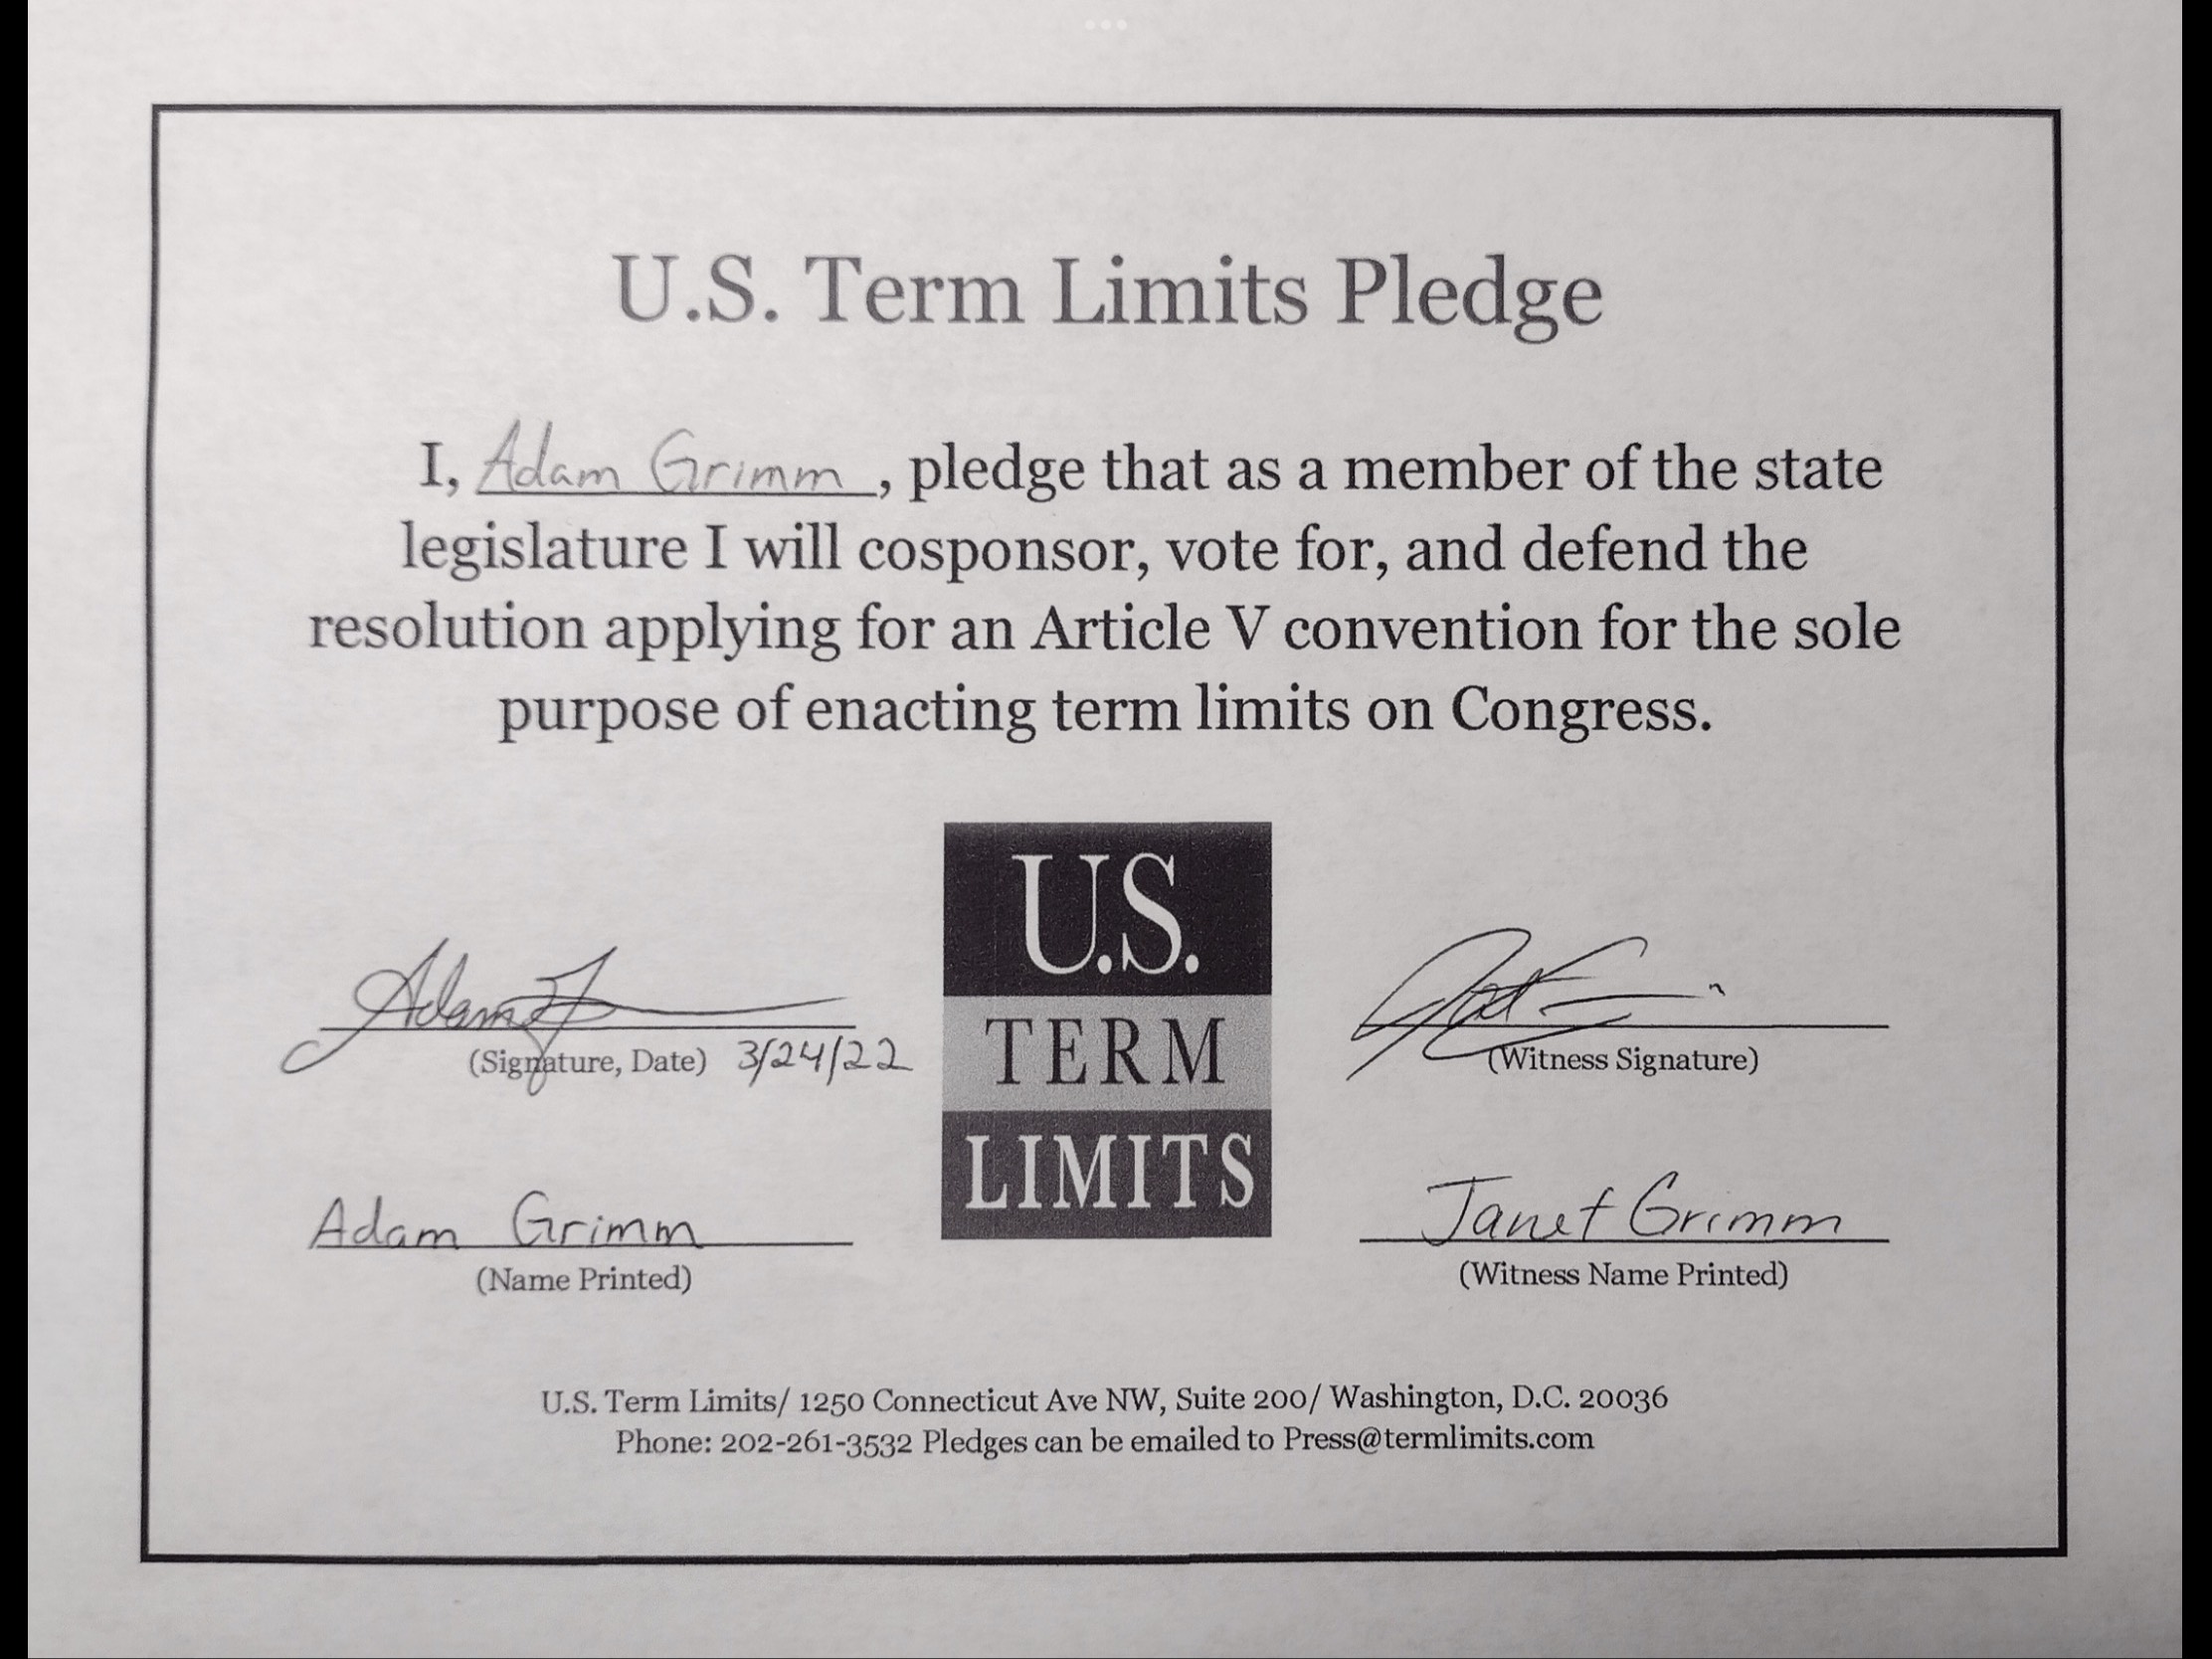 U.S. Term Limits Pledge
I, Adam Grimm, pledge that as a member of the state
legislature I will cosponsor, vote for, and defend the
resolution applying for an Article V convention for the sole
purpose of enacting term limits on Congress.
U.S.
TERM
LIMITS
Adam
(Signature, Date) 3/24/22
(Witness Signature)
Adam Grimm
(Name Printed)
Janet Grimm
(Witness Name Printed)
U.S. Term Limits/ 1250 Connecticut Ave NW, Suite 200/ Washington, D.C. 20036
Phone: 202-261-3532 Pledges can be emailed to Press@termlimits.com